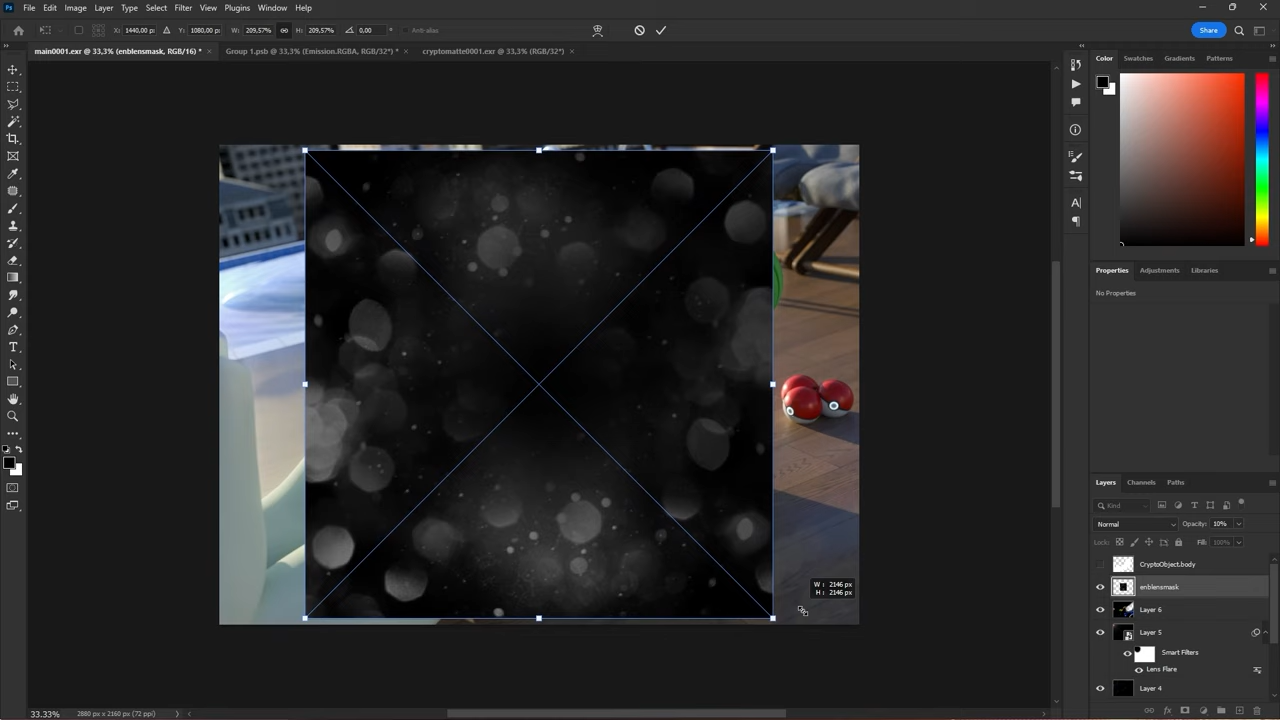 Ps File Edit Image Layer Type Select Filter View Plugins Window Help
X: 1440,00 px Y: 1080,00 px W: 209,57% H: 209,57% 0,00 ° Anti-alias Share
main0001.exr @ 33,3% (enblensmask, RGB/16) * × Group 1.psb @ 33,3% (Emission.RGBA, RGB/32*) * × cryptomatte0001.exr @ 33,3% (RGB/32*) ×
Color Swatches Gradients Patterns
Properties Adjustments Libraries
No Properties
Layers Channels Paths
Kind
Normal Opacity: 10%
Lock: Fill: 100%
CryptoObject.body
enblensmask
Layer 6
Layer 5
Smart Filters
Lens Flare
Layer 4
W : 2146 px
H : 2146 px
33,33% 2880 px x 2160 px (72 ppi)